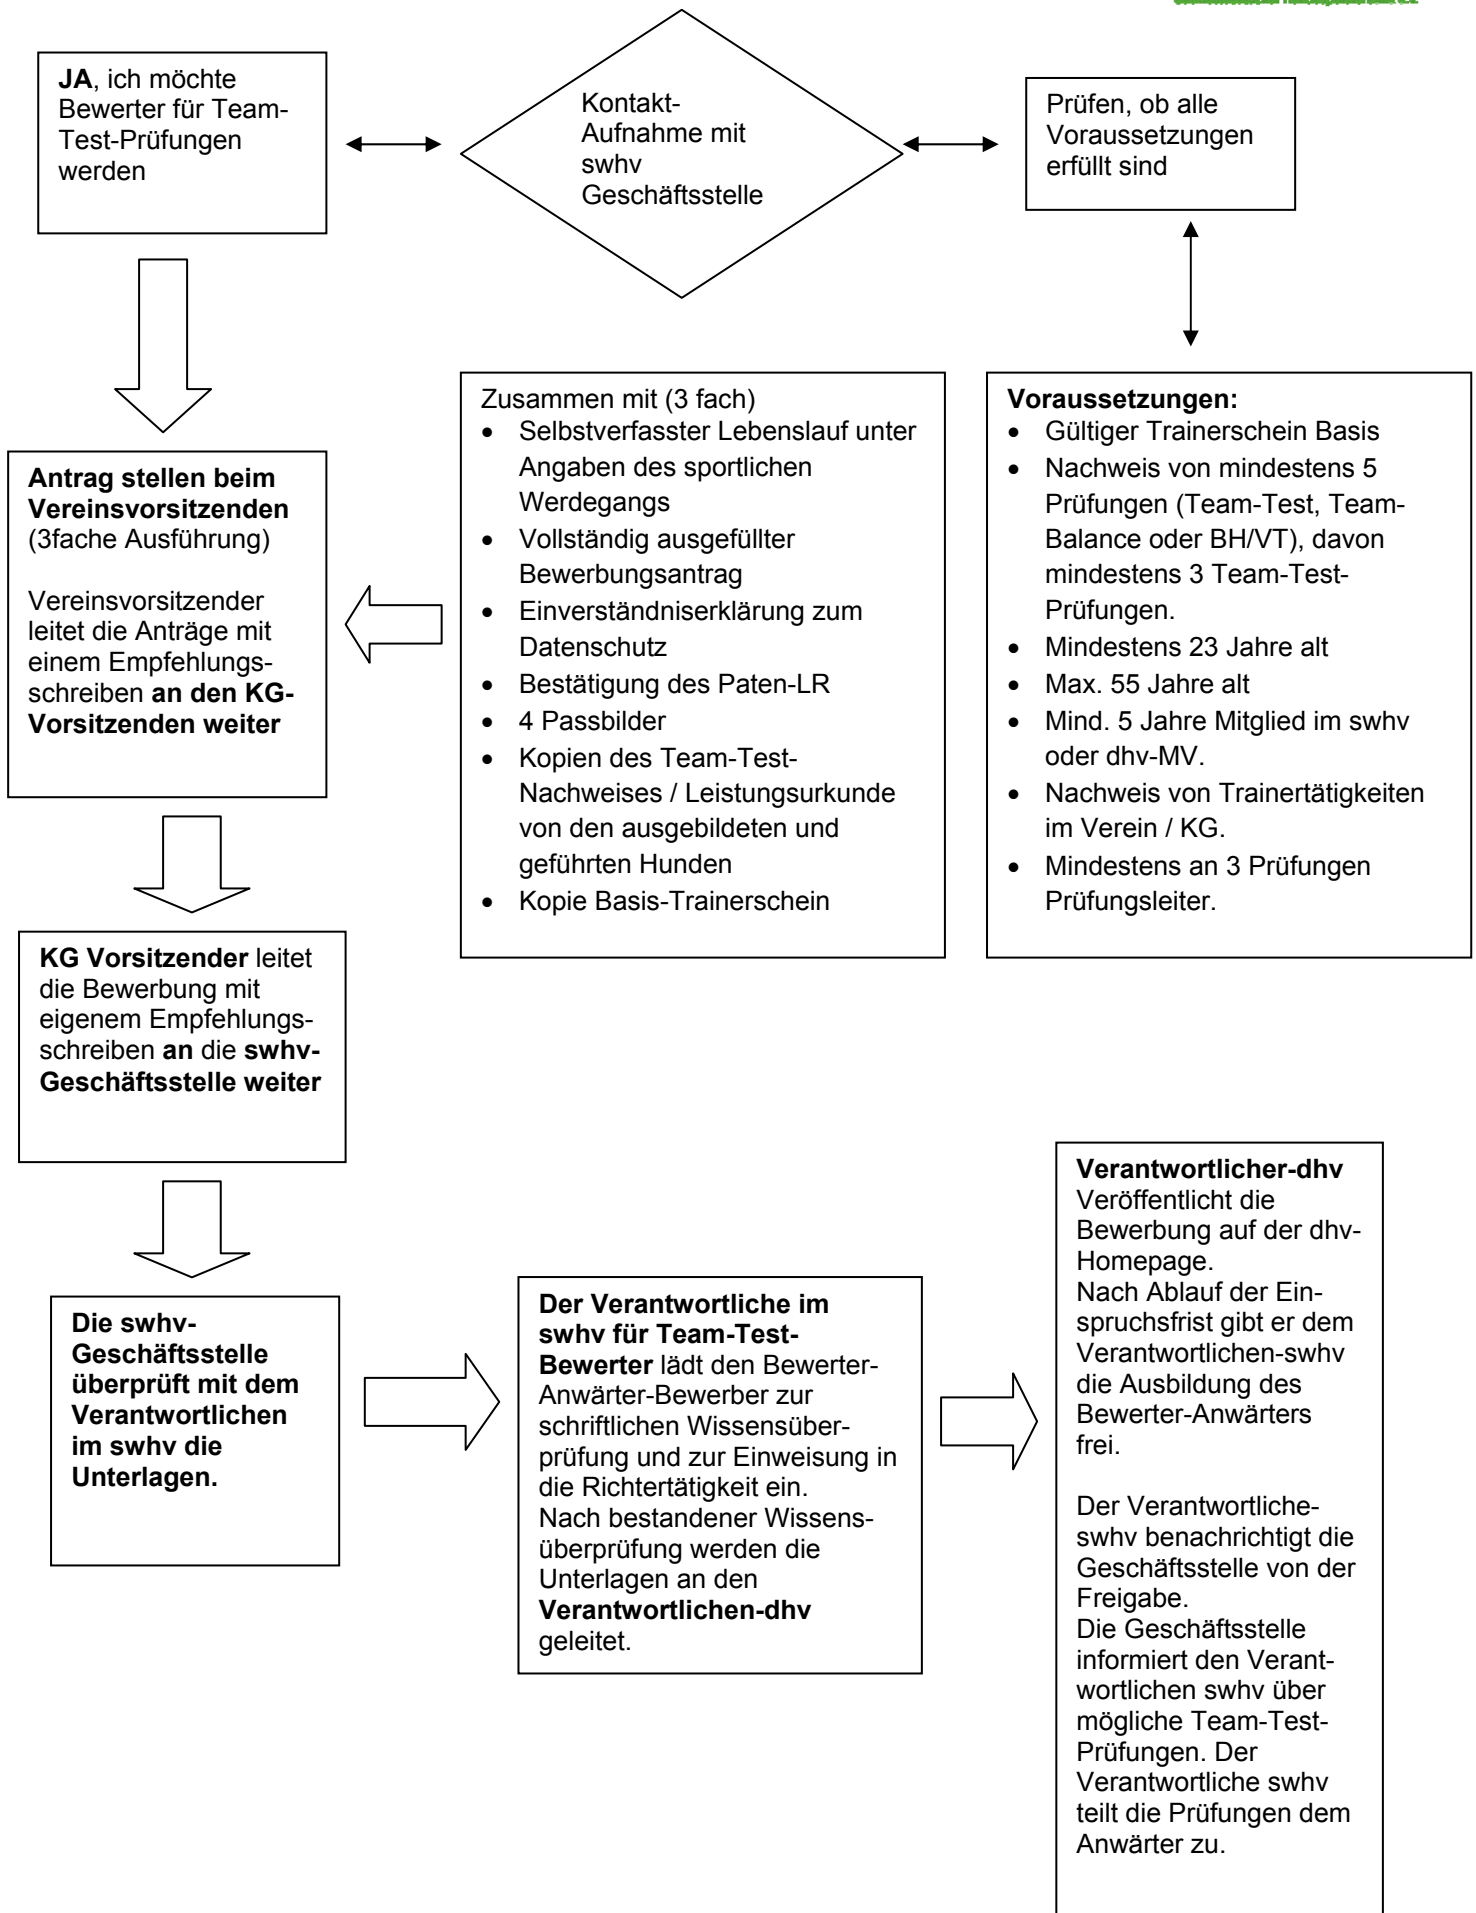 JA, ich möchte
Bewerter für Team-
Test-Prüfungen
werden
Kontakt-
Aufnahme mit
swhv
Geschäftsstelle
Prüfen, ob alle
Voraussetzungen
erfüllt sind
Antrag stellen beim
Vereinsvorsitzenden
(3fache Ausführung)
Vereinsvorsitzender
leitet die Anträge mit
einem Empfehlungs-
schreiben an den KG-
Vorsitzenden weiter
Zusammen mit (3 fach)
• Selbstverfasster Lebenslauf unter
Angaben des sportlichen
Werdegangs
• Vollständig ausgefüllter
Bewerbungsantrag
• Einverständniserklärung zum
Datenschutz
• Bestätigung des Paten-LR
• 4 Passbilder
• Kopien des Team-Test-
Nachweises / Leistungsurkunde
von den ausgebildeten und
geführten Hunden
• Kopie Basis-Trainerschein
Voraussetzungen:
• Gültiger Trainerschein Basis
• Nachweis von mindestens 5
Prüfungen (Team-Test, Team-
Balance oder BH/VT), davon
mindestens 3 Team-Test-
Prüfungen.
• Mindestens 23 Jahre alt
• Max. 55 Jahre alt
• Mind. 5 Jahre Mitglied im swhv
oder dhv-MV.
• Nachweis von Trainertätigkeiten
im Verein / KG.
• Mindestens an 3 Prüfungen
Prüfungsleiter.
KG Vorsitzender leitet
die Bewerbung mit
eigenem Empfehlungs-
schreiben an die swhv-
Geschäftsstelle weiter
Die swhv-
Geschäftsstelle
überprüft mit dem
Verantwortlichen
im swhv die
Unterlagen.
Der Verantwortliche im
swhv für Team-Test-
Bewerter lädt den Bewerter-
Anwärter-Bewerber zur
schriftlichen Wissensüber-
prüfung und zur Einweisung in
die Richtertätigkeit ein.
Nach bestandener Wissens-
überprüfung werden die
Unterlagen an den
Verantwortlichen-dhv
geleitet.
Verantwortlicher-dhv
Veröffentlicht die
Bewerbung auf der dhv-
Homepage.
Nach Ablauf der Ein-
spruchsfrist gibt er dem
Verantwortlichen-swhv
die Ausbildung des
Bewerter-Anwärters
frei.
Der Verantwortliche-
swhv benachrichtigt die
Geschäftsstelle von der
Freigabe.
Die Geschäftsstelle
informiert den Verant-
wortlichen swhv über
mögliche Team-Test-
Prüfungen. Der
Verantwortliche swhv
teilt die Prüfungen dem
Anwärter zu.